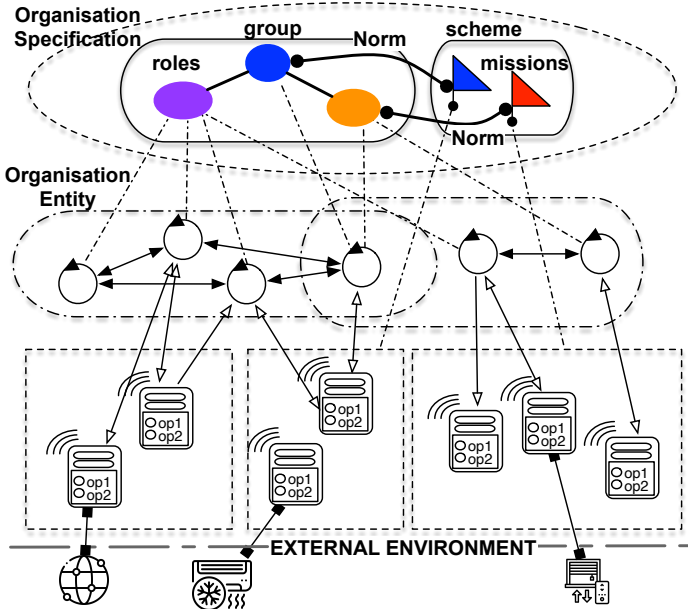 Organisation
Specification
group
Norm
scheme
roles
missions
Norm
Organisation
Entity
op1
op2
op1
op2
op1
op2
op1
op2
op1
op2
op1
op2
op1
op2
EXTERNAL ENVIRONMENT